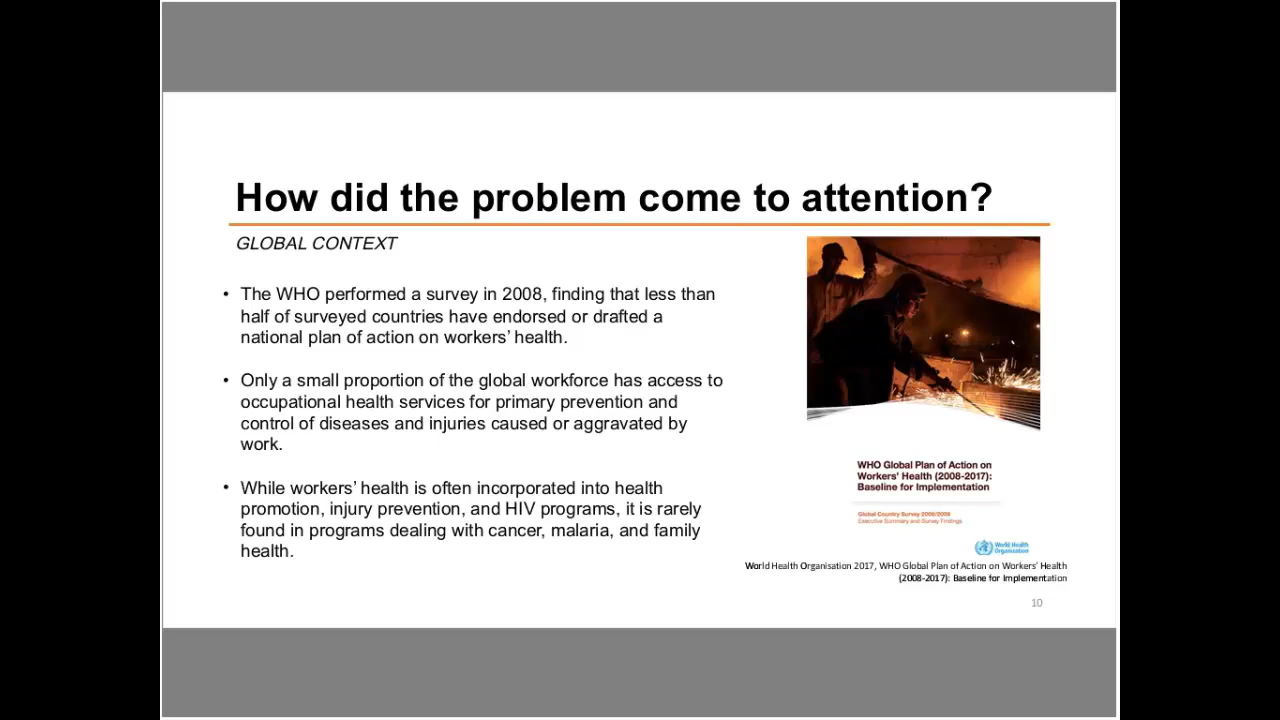 How did the problem come to attention?
GLOBAL CONTEXT
• The WHO performed a survey in 2008, finding that less than
half of surveyed countries have endorsed or drafted a
national plan of action on workers’ health.
• Only a small proportion of the global workforce has access to
occupational health services for primary prevention and
control of diseases and injuries caused or aggravated by
work.
• While workers’ health is often incorporated into health
promotion, injury prevention, and HIV programs, it is rarely
found in programs dealing with cancer, malaria, and family
health.
WHO Global Plan of Action on
Workers’ Health (2008-2017):
Baseline for Implementation
Global Country Survey 2008/2009
Executive Summary and Survey Findings
World Health
Organization
World Health Organisation 2017, WHO Global Plan of Action on Workers’ Health
(2008-2017): Baseline for Implementation
10